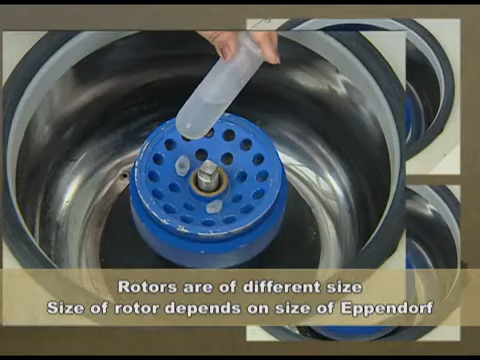 Rotors are of different size
Size of rotor depends on size of Eppendorf